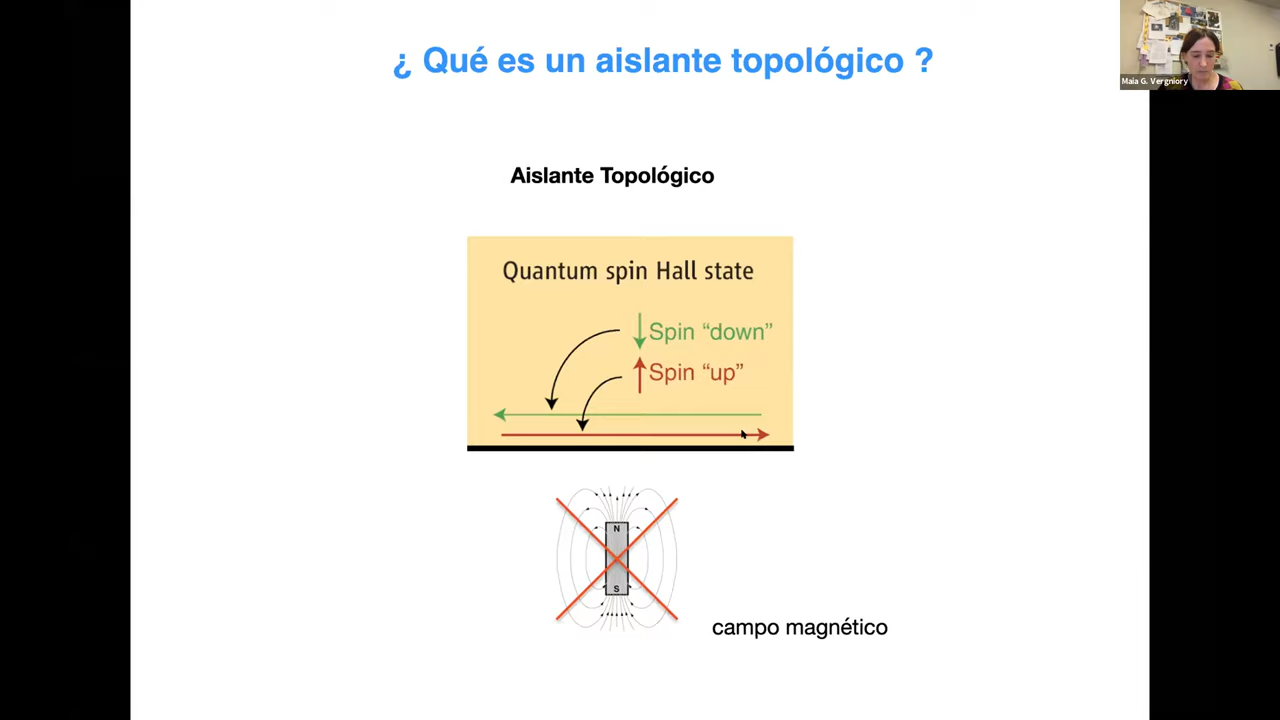 ¿ Qué es un aislante topológico ?
Maia G. Vergniory
Aislante Topológico
Quantum spin Hall state
Spin “down”
Spin “up”
N
S
campo magnético